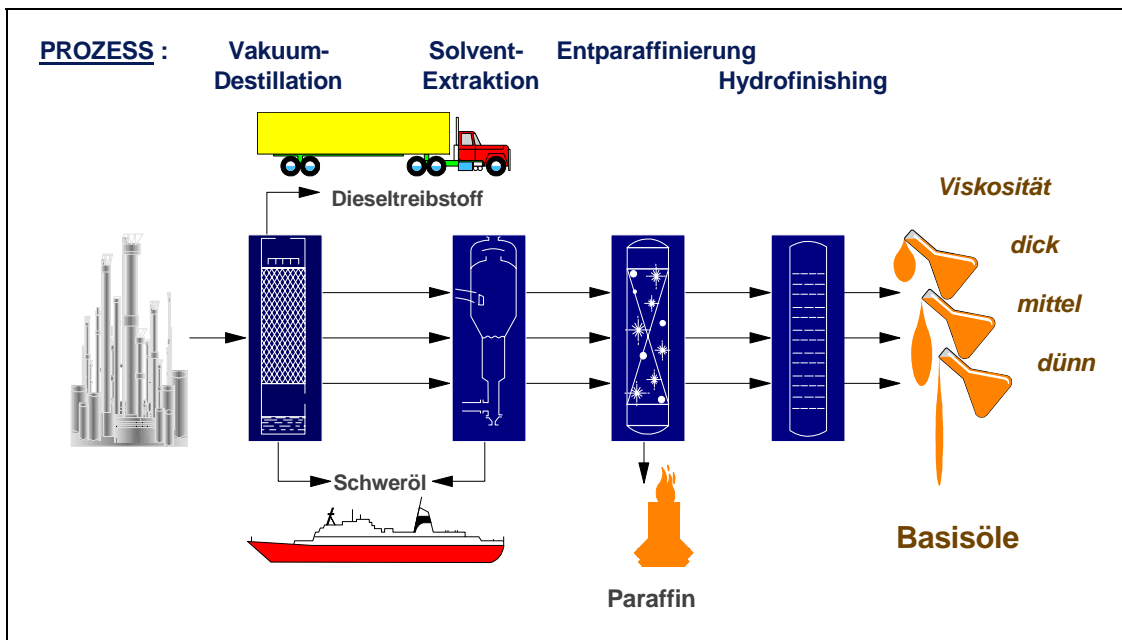 PROZESS :
Vakuum-
Destillation
Solvent-
Extraktion
Entparaffinierung
Hydrofinishing
Dieseltreibstoff
Viskosität
dick
mittel
dünn
Schweröl
Basisöle
Paraffin